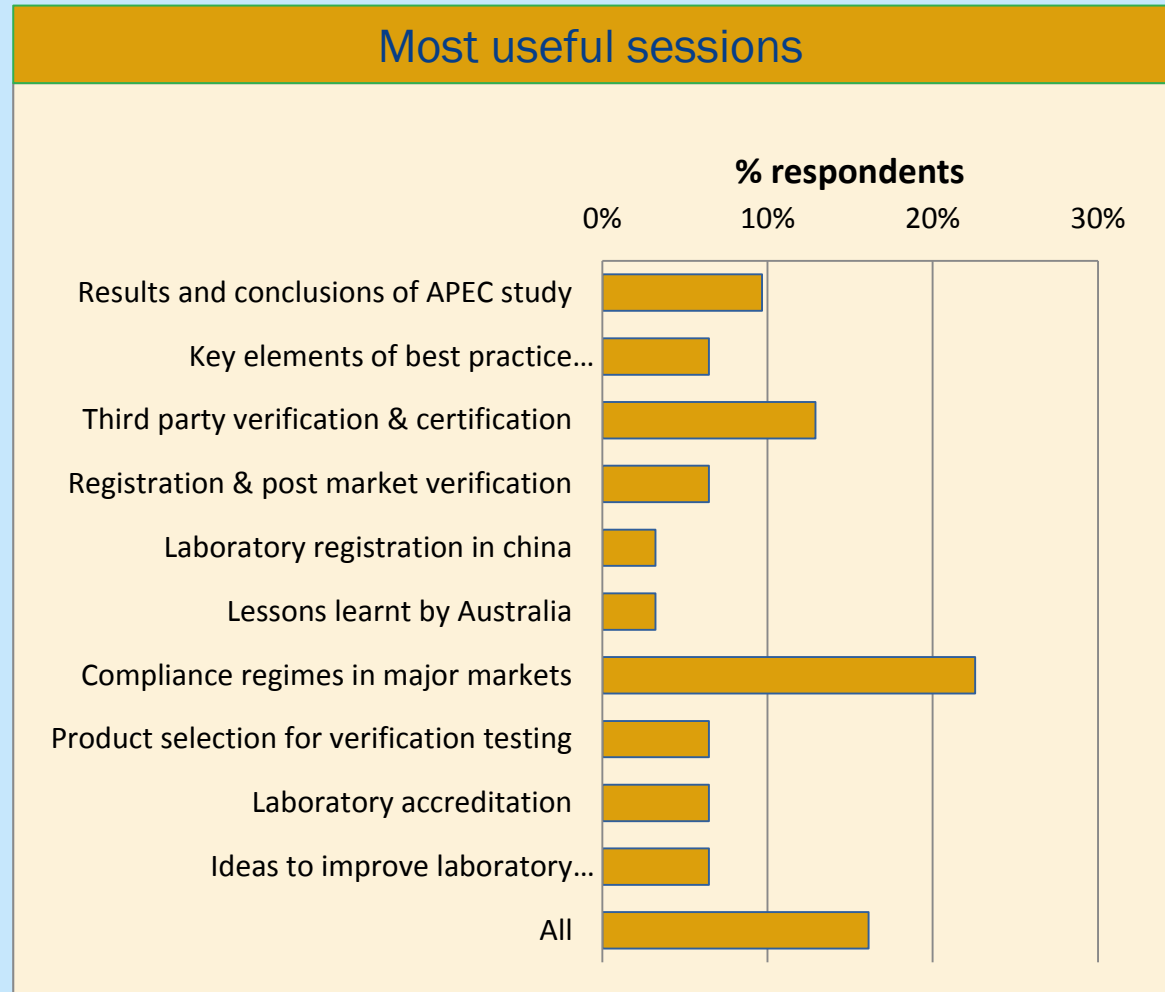 Most useful sessions
% respondents
0% 10% 20% 30%
Results and conclusions of APEC study
Key elements of best practice...
Third party verification & certification
Registration & post market verification
Laboratory registration in china
Lessons learnt by Australia
Compliance regimes in major markets
Product selection for verification testing
Laboratory accreditation
Ideas to improve laboratory...
All